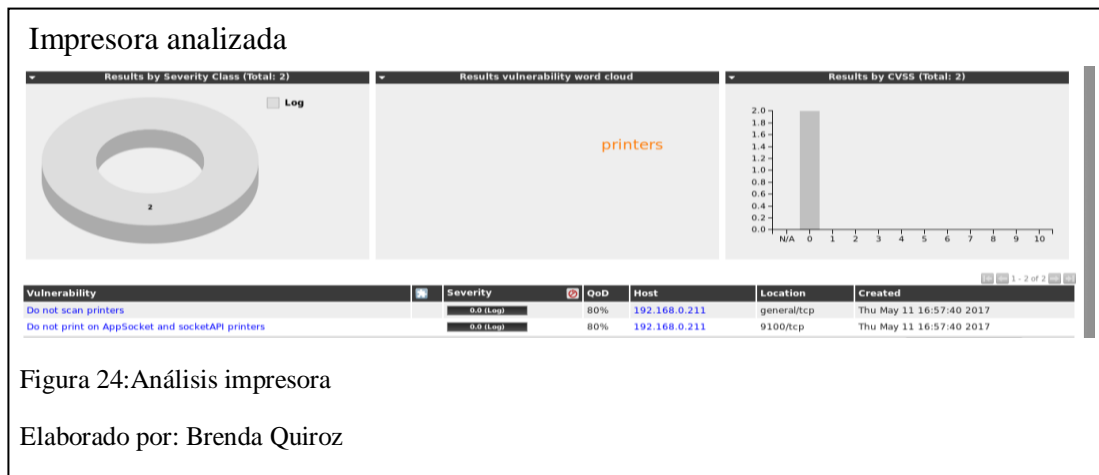 Impresora analizada
Results by Severity Class (Total: 2)
Log
2
Results vulnerability word cloud
printers
Results by CVSS (Total: 2)
2.0
1.8
1.6
1.4
1.2
1.0
0.8
0.6
0.4
0.2
0.0
N/A 0 1 2 3 4 5 6 7 8 9 10
1 - 2 of 2
Vulnerability Severity QoD Host Location Created
Do not scan printers 0.0 (Log) 80% 192.168.0.211 general/tcp Thu May 11 16:57:40 2017
Do not print on AppSocket and socketAPI printers 0.0 (Log) 80% 192.168.0.211 9100/tcp Thu May 11 16:57:40 2017
Figura 24:Análisis impresora
Elaborado por: Brenda Quiroz